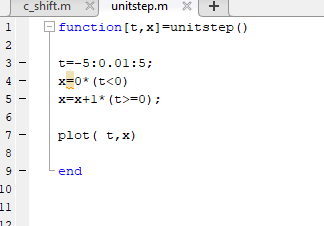 c_shift.m × unitstep.m × +
1 function[t,x]=unitstep()
2
3 – t=-5:0.01:5;
4 – x=0*(t<0)
5 – x=x+1*(t>=0);
6
7 – plot( t,x)
8
9 – end
10
11
12